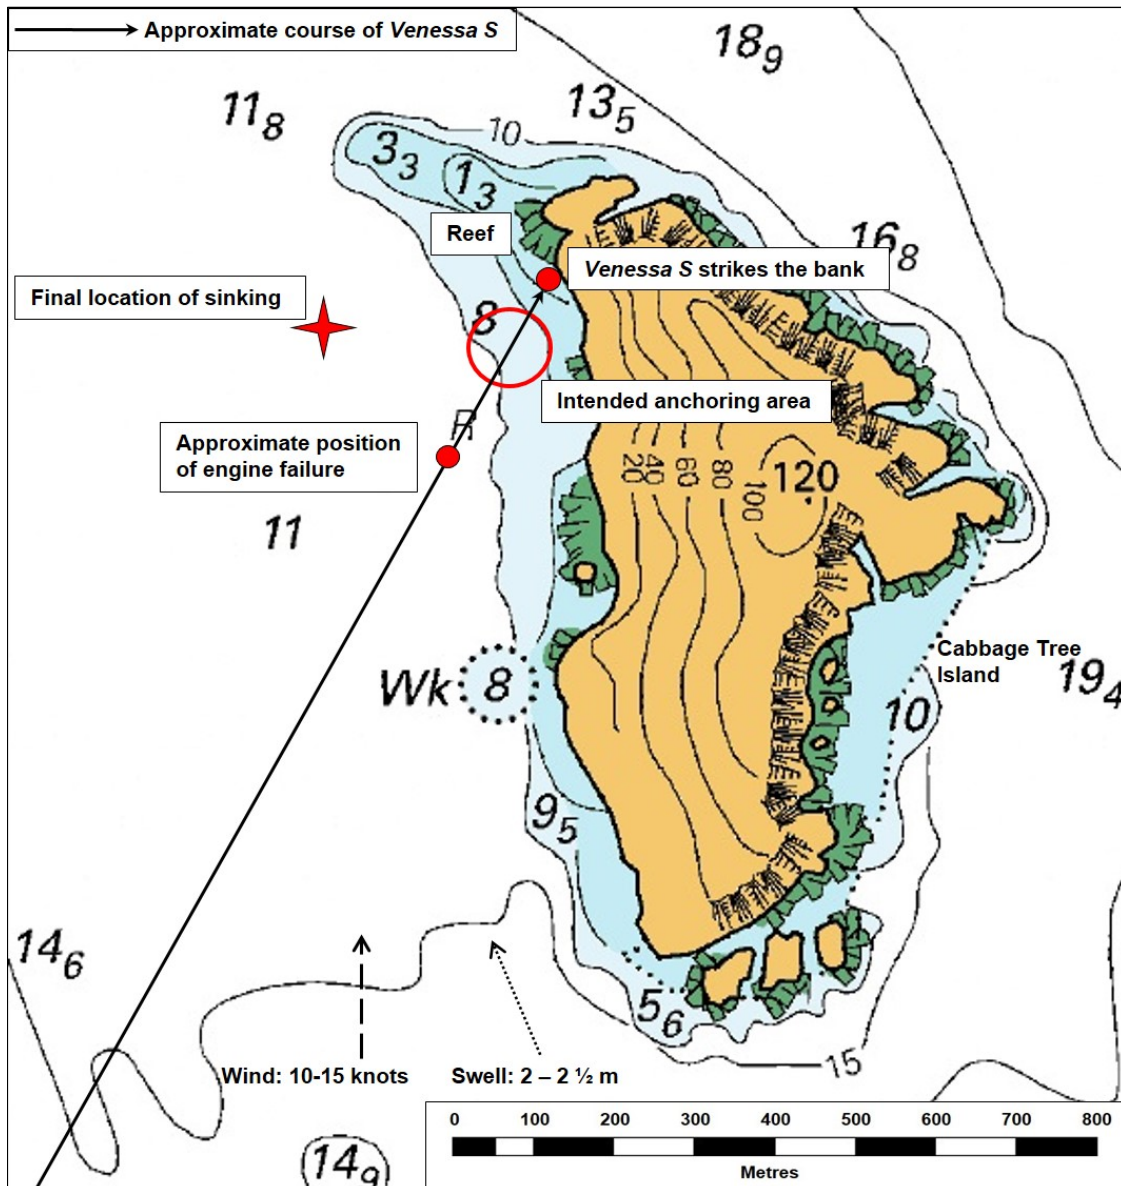 Approximate course of Venessa S
18₉
11₈
13₅
10
3₃
1₃
Reef
16₈
Venessa S strikes the bank
Final location of sinking
8
Intended anchoring area
R
Approximate position
of engine failure
20
40
60
80
100
120
11
Cabbage Tree
Island
Wk
8
19₄
10
9₅
14₆
5₆
15
Wind: 10-15 knots
Swell: 2 – 2 ½ m
0 100 200 300 400 500 600 700 800
Metres
14₉